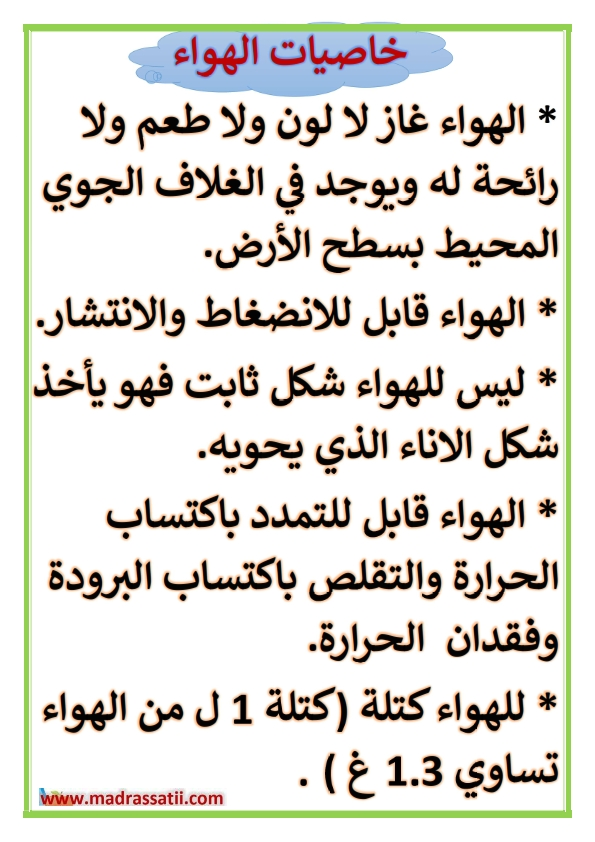 خاصيات الهواء
* الهواء غاز لا لون ولا طعم ولا
رائحة له ويوجد في الغلاف الجوي
المحيط بسطح الأرض.
* الهواء قابل للانضغاط والانتشار.
* ليس للهواء شكل ثابت فهو يأخذ
شكل الاناء الذي يحويه.
* الهواء قابل للتمدد باكتساب
الحرارة والتقلص باكتساب البرودة
وفقدان الحرارة.
* للهواء كتلة (كتلة 1 ل من الهواء
تساوي 1.3 غ ) .
www.madrassatii.com